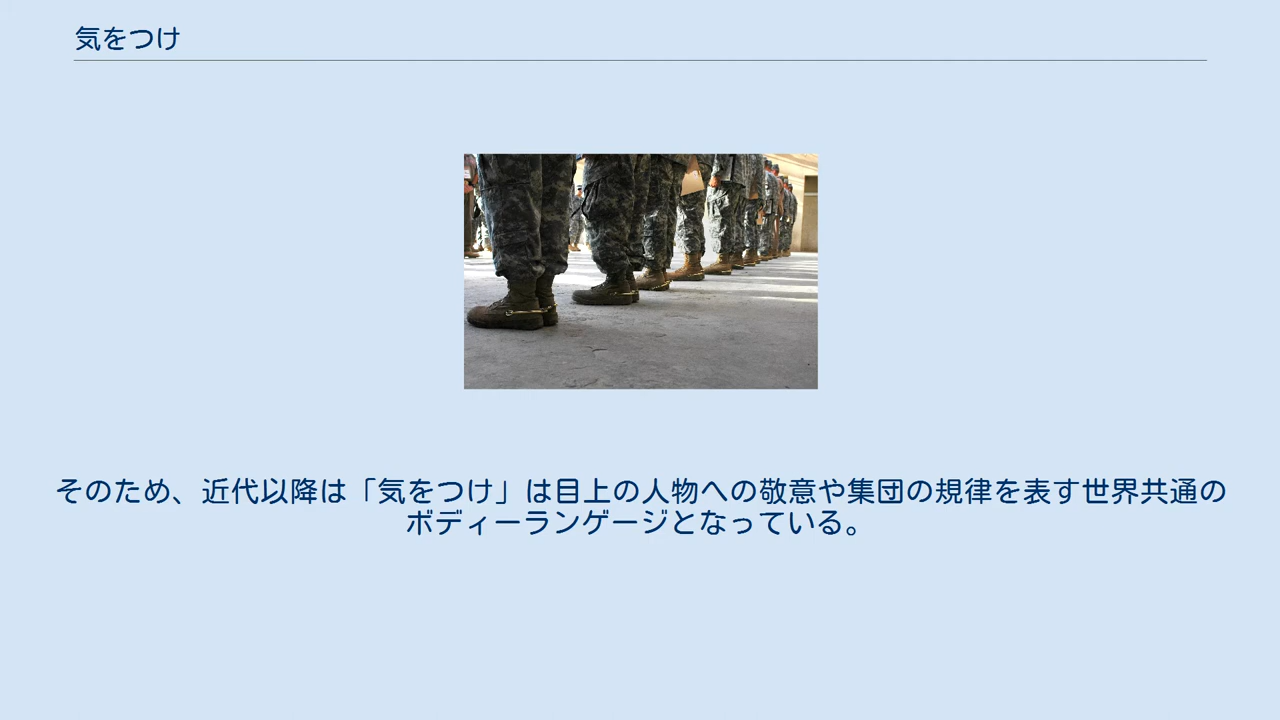 気をつけ
そのため、近代以降は「気をつけ」は目上の人物への敬意や集団の規律を表す世界共通の
ボディーランゲージとなっている。